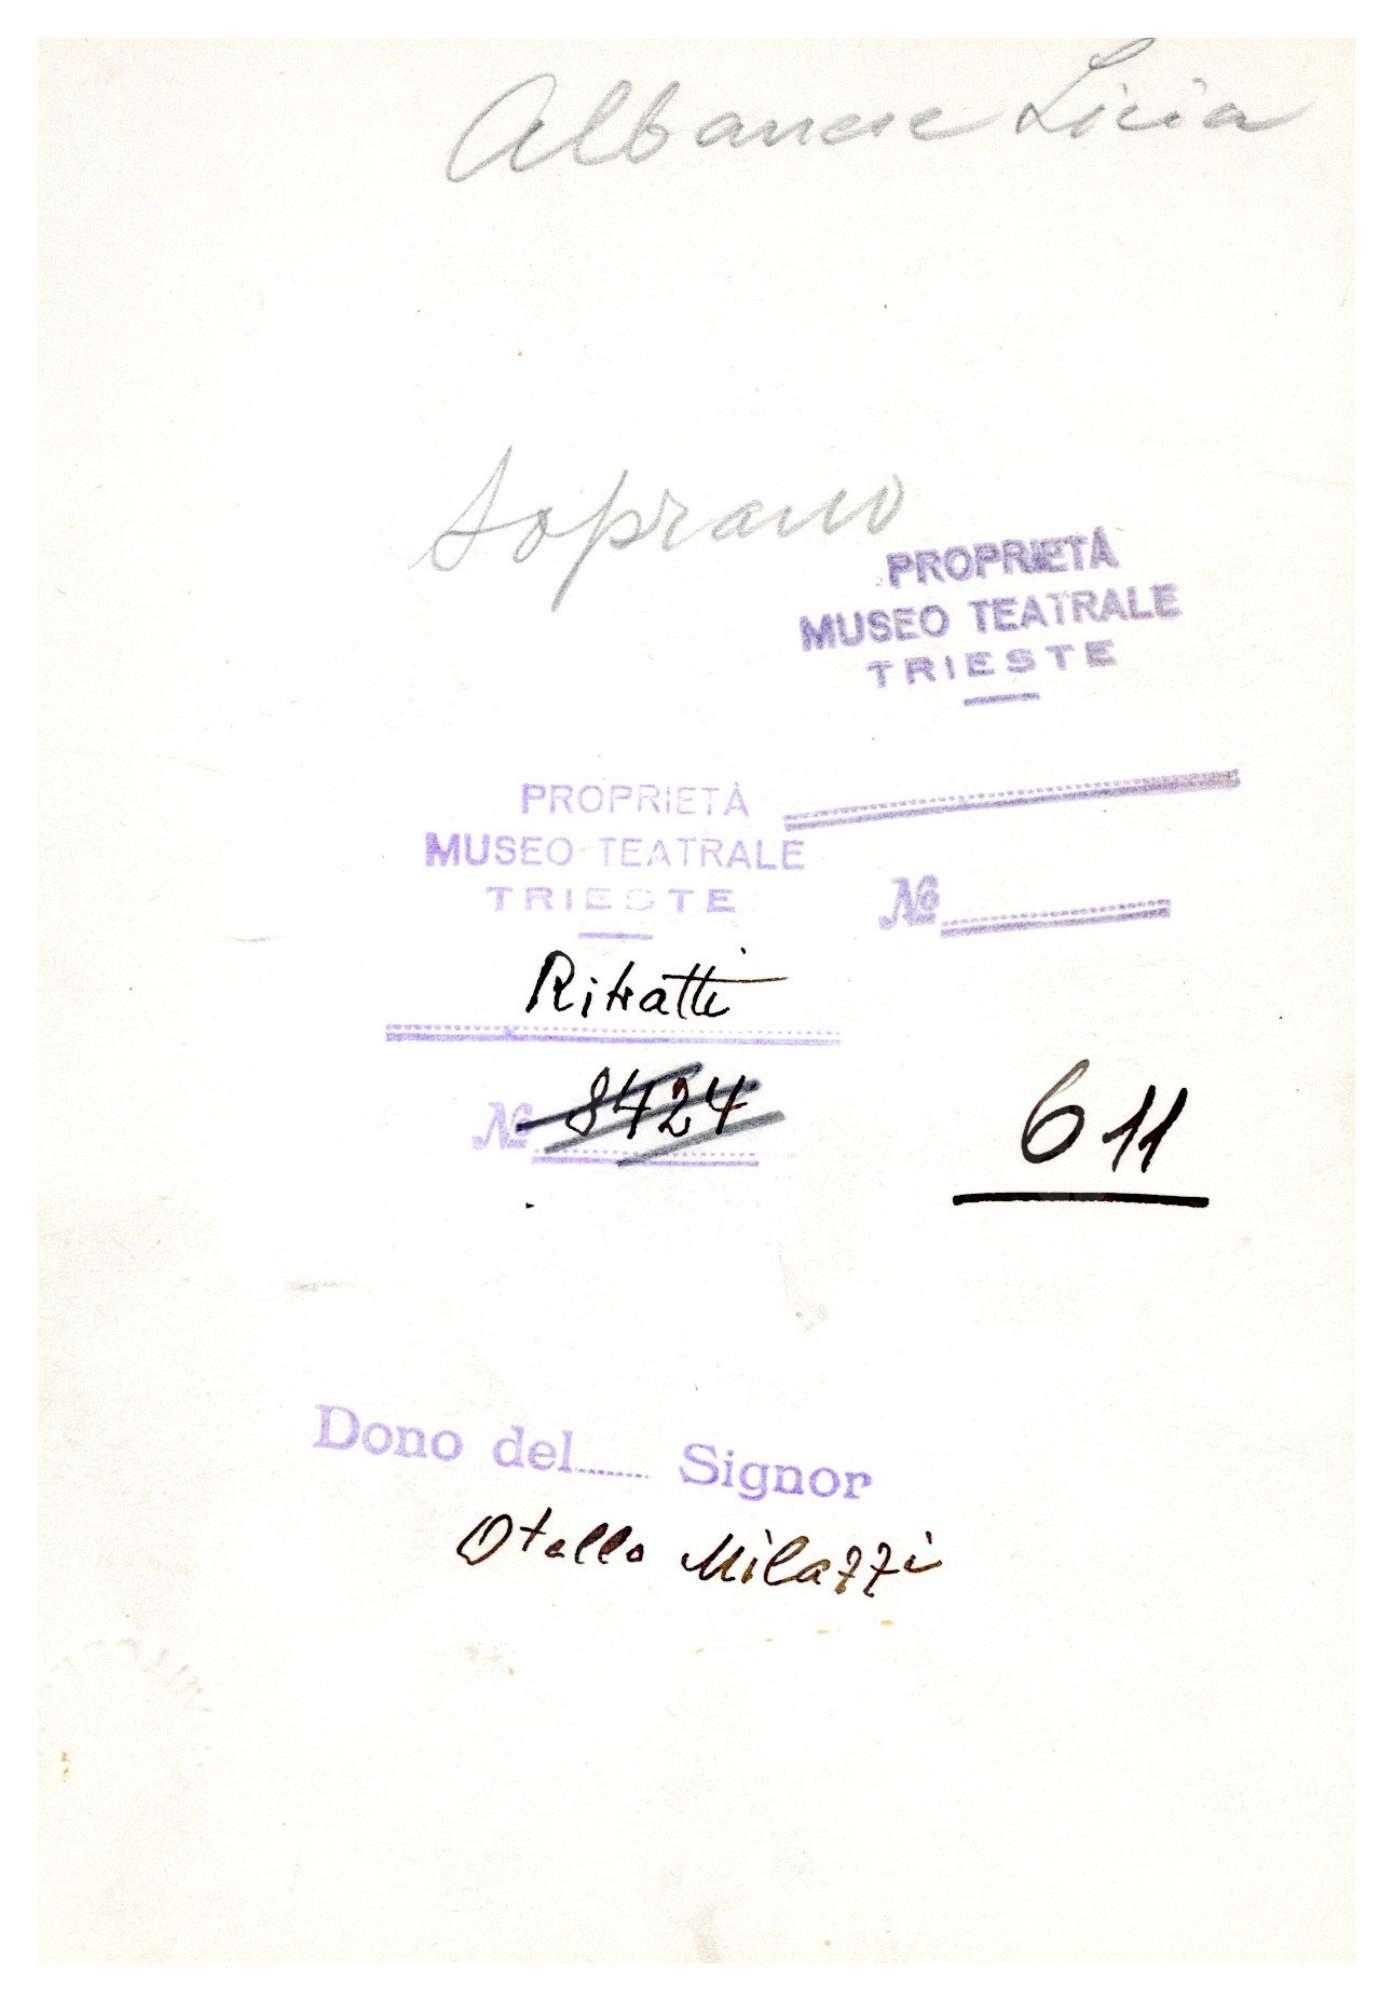 Albanese Licia
Soprano
PROPRIETÀ
MUSEO TEATRALE
TRIESTE
No
PROPRIETÀ
MUSEO TEATRALE
TRIESTE
Ritratti
No 8424
611
Dono del........ Signor
Otello Milazzi